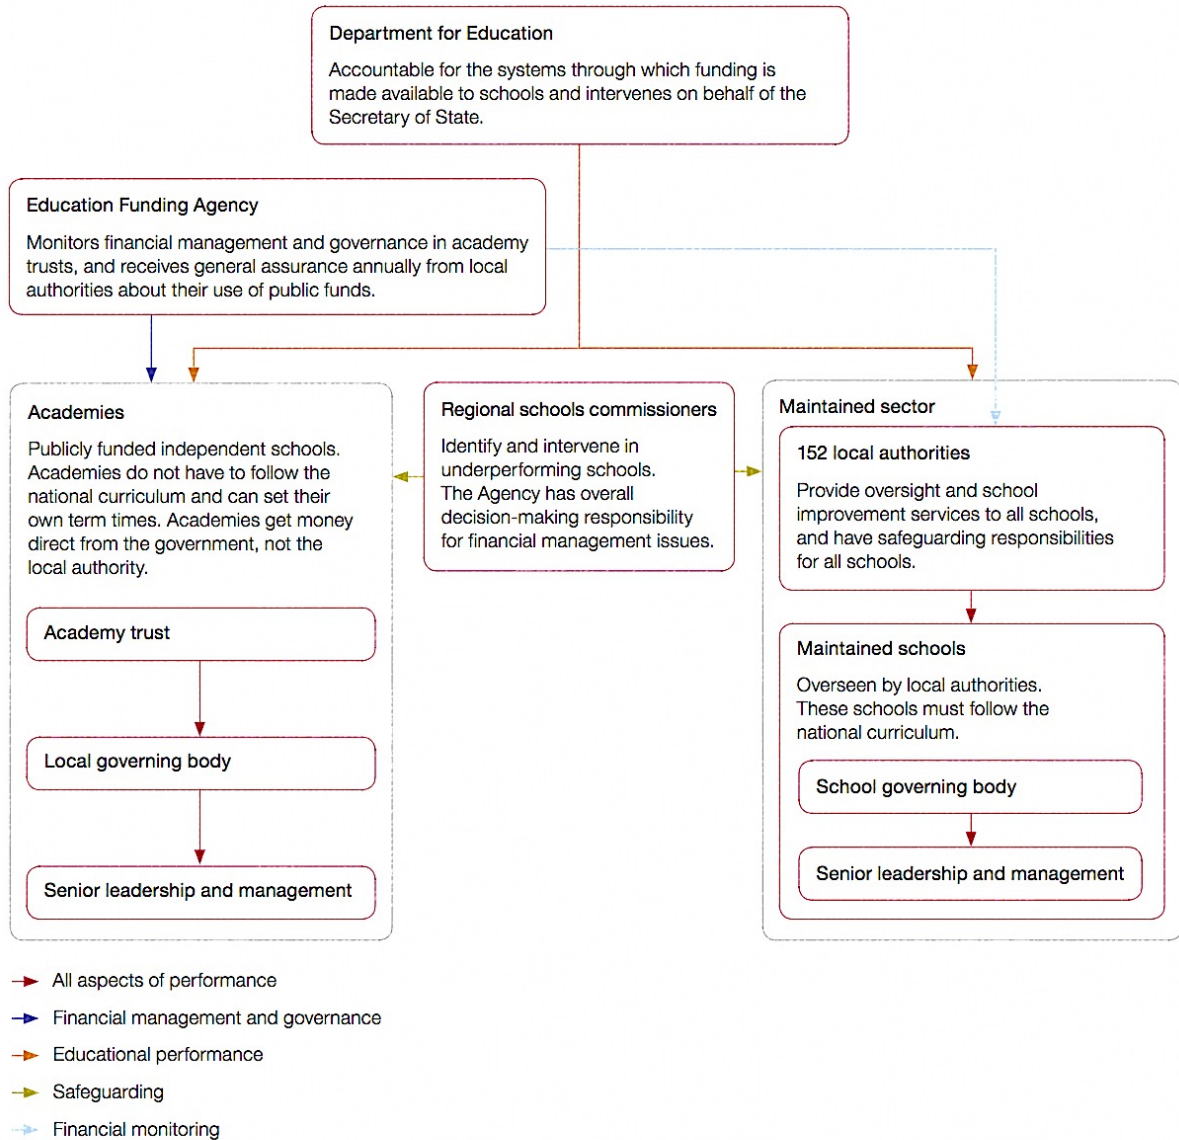 Department for Education
Accountable for the systems through which funding is
made available to schools and intervenes on behalf of the
Secretary of State.
Education Funding Agency
Monitors financial management and governance in academy
trusts, and receives general assurance annually from local
authorities about their use of public funds.
Academies
Publicly funded independent schools.
Academies do not have to follow the
national curriculum and can set their
own term times. Academies get money
direct from the government, not the
local authority.
Academy trust
Local governing body
Senior leadership and management
Regional schools commissioners
Identify and intervene in
underperforming schools.
The Agency has overall
decision-making responsibility
for financial management issues.
Maintained sector
152 local authorities
Provide oversight and school
improvement services to all schools,
and have safeguarding responsibilities
for all schools.
Maintained schools
Overseen by local authorities.
These schools must follow the
national curriculum.
School governing body
Senior leadership and management
All aspects of performance
Financial management and governance
Educational performance
Safeguarding
Financial monitoring